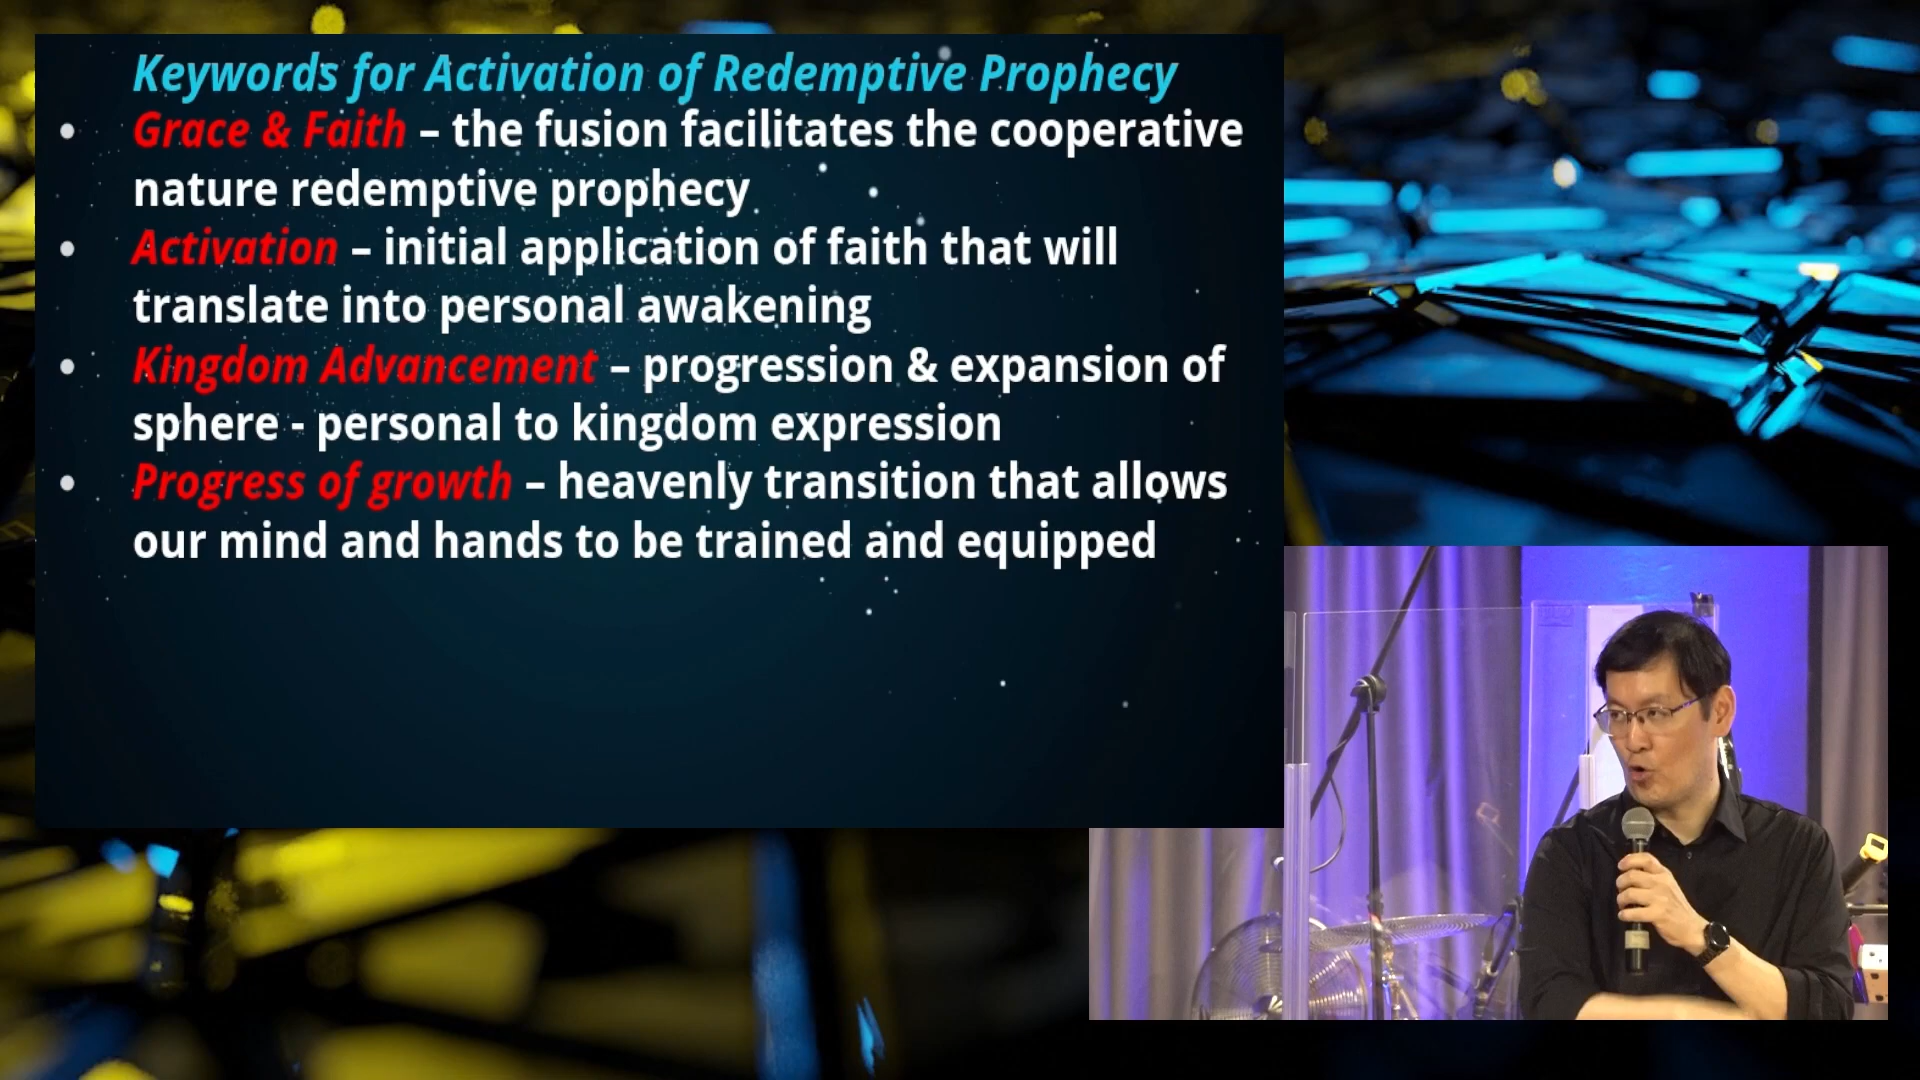 Keywords for Activation of Redemptive Prophecy
• Grace & Faith – the fusion facilitates the cooperative
nature redemptive prophecy
• Activation – initial application of faith that will
translate into personal awakening
• Kingdom Advancement – progression & expansion of
sphere - personal to kingdom expression
• Progress of growth – heavenly transition that allows
our mind and hands to be trained and equipped